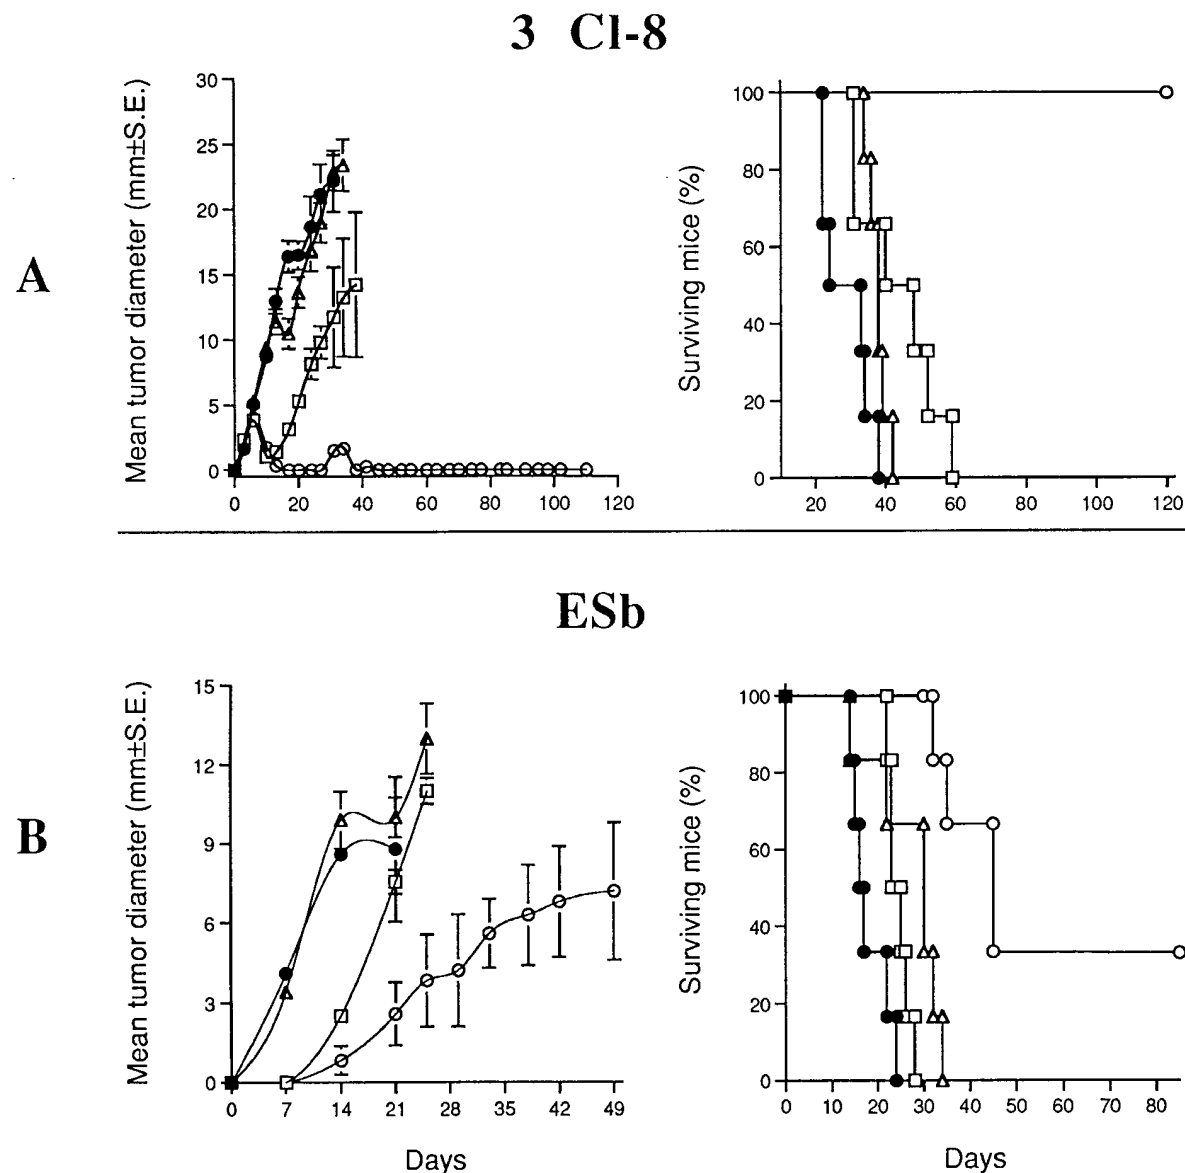 3 Cl-8
A
Mean tumor diameter (mm±S.E.)
30
25
20
15
10
5
0
0 20 40 60 80 100 120
Surviving mice (%)
100
80
60
40
20
0
20 40 60 80 100 120
ESb
B
Mean tumor diameter (mm±S.E.)
15
12
9
6
3
0
0 7 14 21 28 35 42 49
Days
Surviving mice (%)
100
80
60
40
20
0
0 10 20 30 40 50 60 70 80
Days